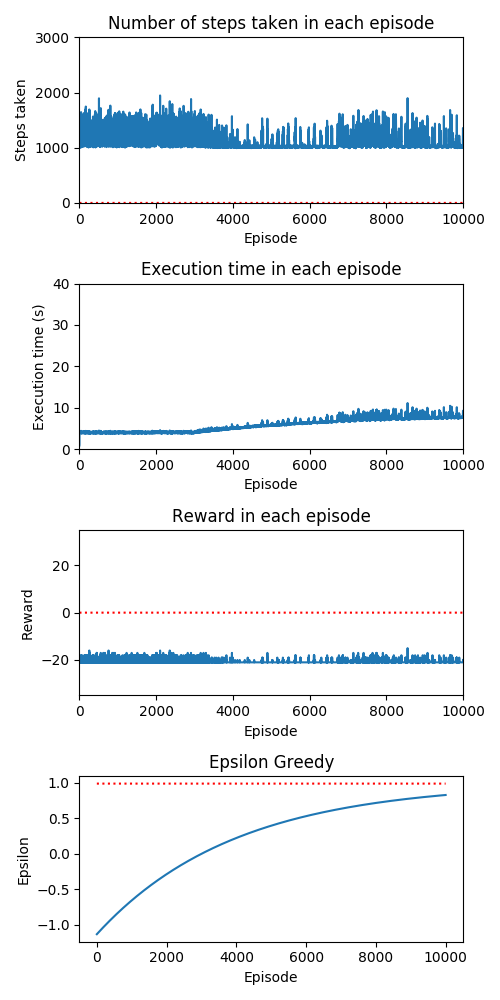 Number of steps taken in each episode
3000
2000
1000
0
Steps taken
0 2000 4000 6000 8000 10000
Episode
Execution time in each episode
40
30
20
10
0
Execution time (s)
0 2000 4000 6000 8000 10000
Episode
Reward in each episode
20
0
−20
Reward
0 2000 4000 6000 8000 10000
Episode
Epsilon Greedy
1.0
0.5
0.0
−0.5
−1.0
Epsilon
0 2000 4000 6000 8000 10000
Episode